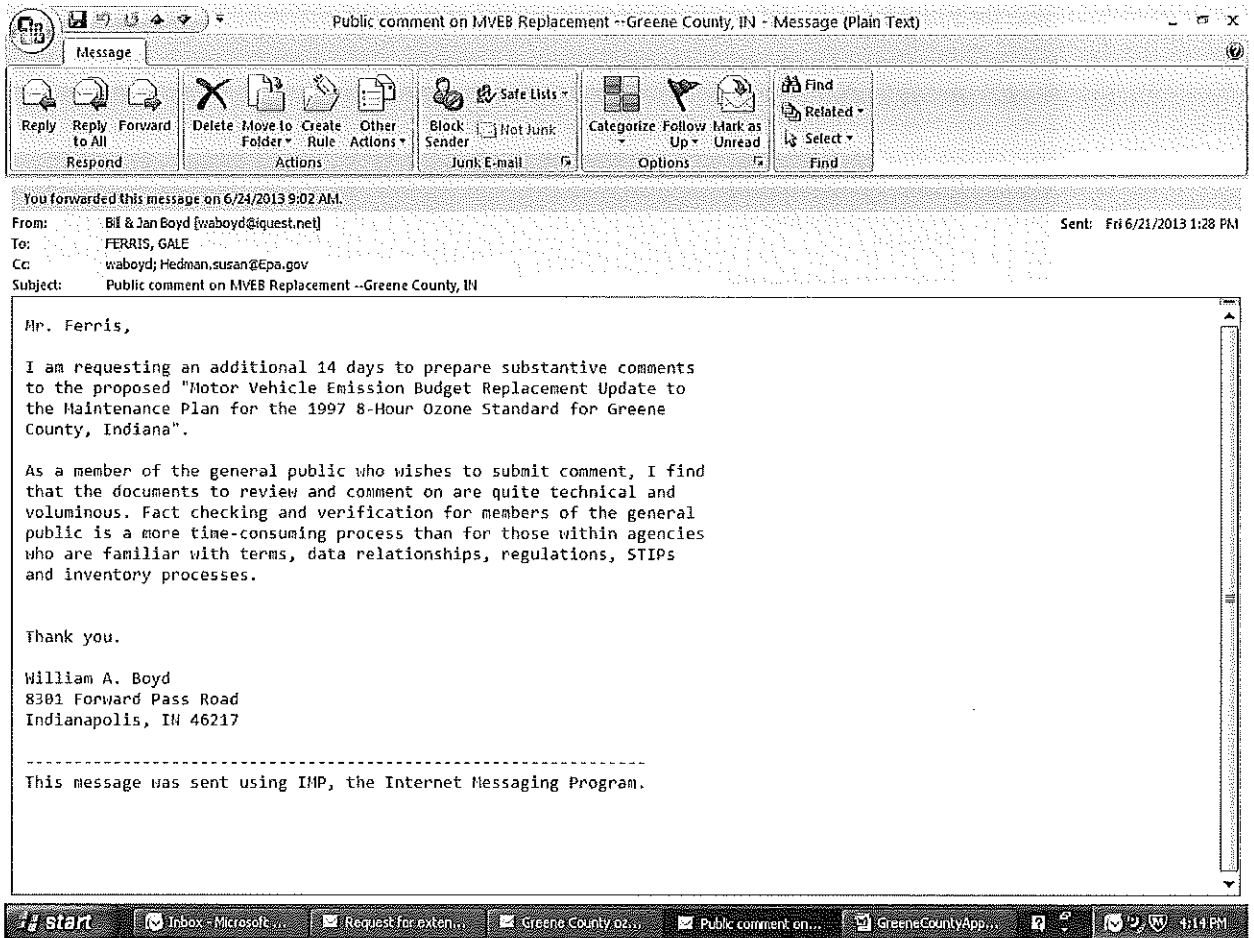 Public comment on MVEB Replacement --Greene County, IN - Message (Plain Text)
Message
Reply
Reply to All
Forward
Respond
Delete
Move to Folder
Create Rule
Other Actions
Actions
Block Sender
Safe Lists
Not Junk
Junk E-mail
Categorize
Follow Up
Mark as Unread
Options
Find
Related
Select
Find
You forwarded this message on 6/24/2013 9:02 AM.
From: Bill & Jan Boyd [waboyd@iquest.net] Sent: Fri 6/21/2013 1:28 PM
To: FERRIS, GALE
Cc: waboyd; Hedman.susan@Epa.gov
Subject: Public comment on MVEB Replacement --Greene County, IN
Mr. Ferris,
I am requesting an additional 14 days to prepare substantive comments
to the proposed "Motor Vehicle Emission Budget Replacement Update to
the Maintenance Plan for the 1997 8-Hour Ozone Standard for Greene
County, Indiana".
As a member of the general public who wishes to submit comment, I find
that the documents to review and comment on are quite technical and
voluminous. Fact checking and verification for members of the general
public is a more time-consuming process than for those within agencies
who are familiar with terms, data relationships, regulations, STIPs
and inventory processes.
Thank you.
William A. Boyd
8301 Forward Pass Road
Indianapolis, IN 46217
----------------------------------------------------------------
This message was sent using IMP, the Internet Messaging Program.
start
Inbox - Microsoft ...
Request for exten...
Greene County oz...
Public comment on...
GreeneCountyApp...
4:14 PM